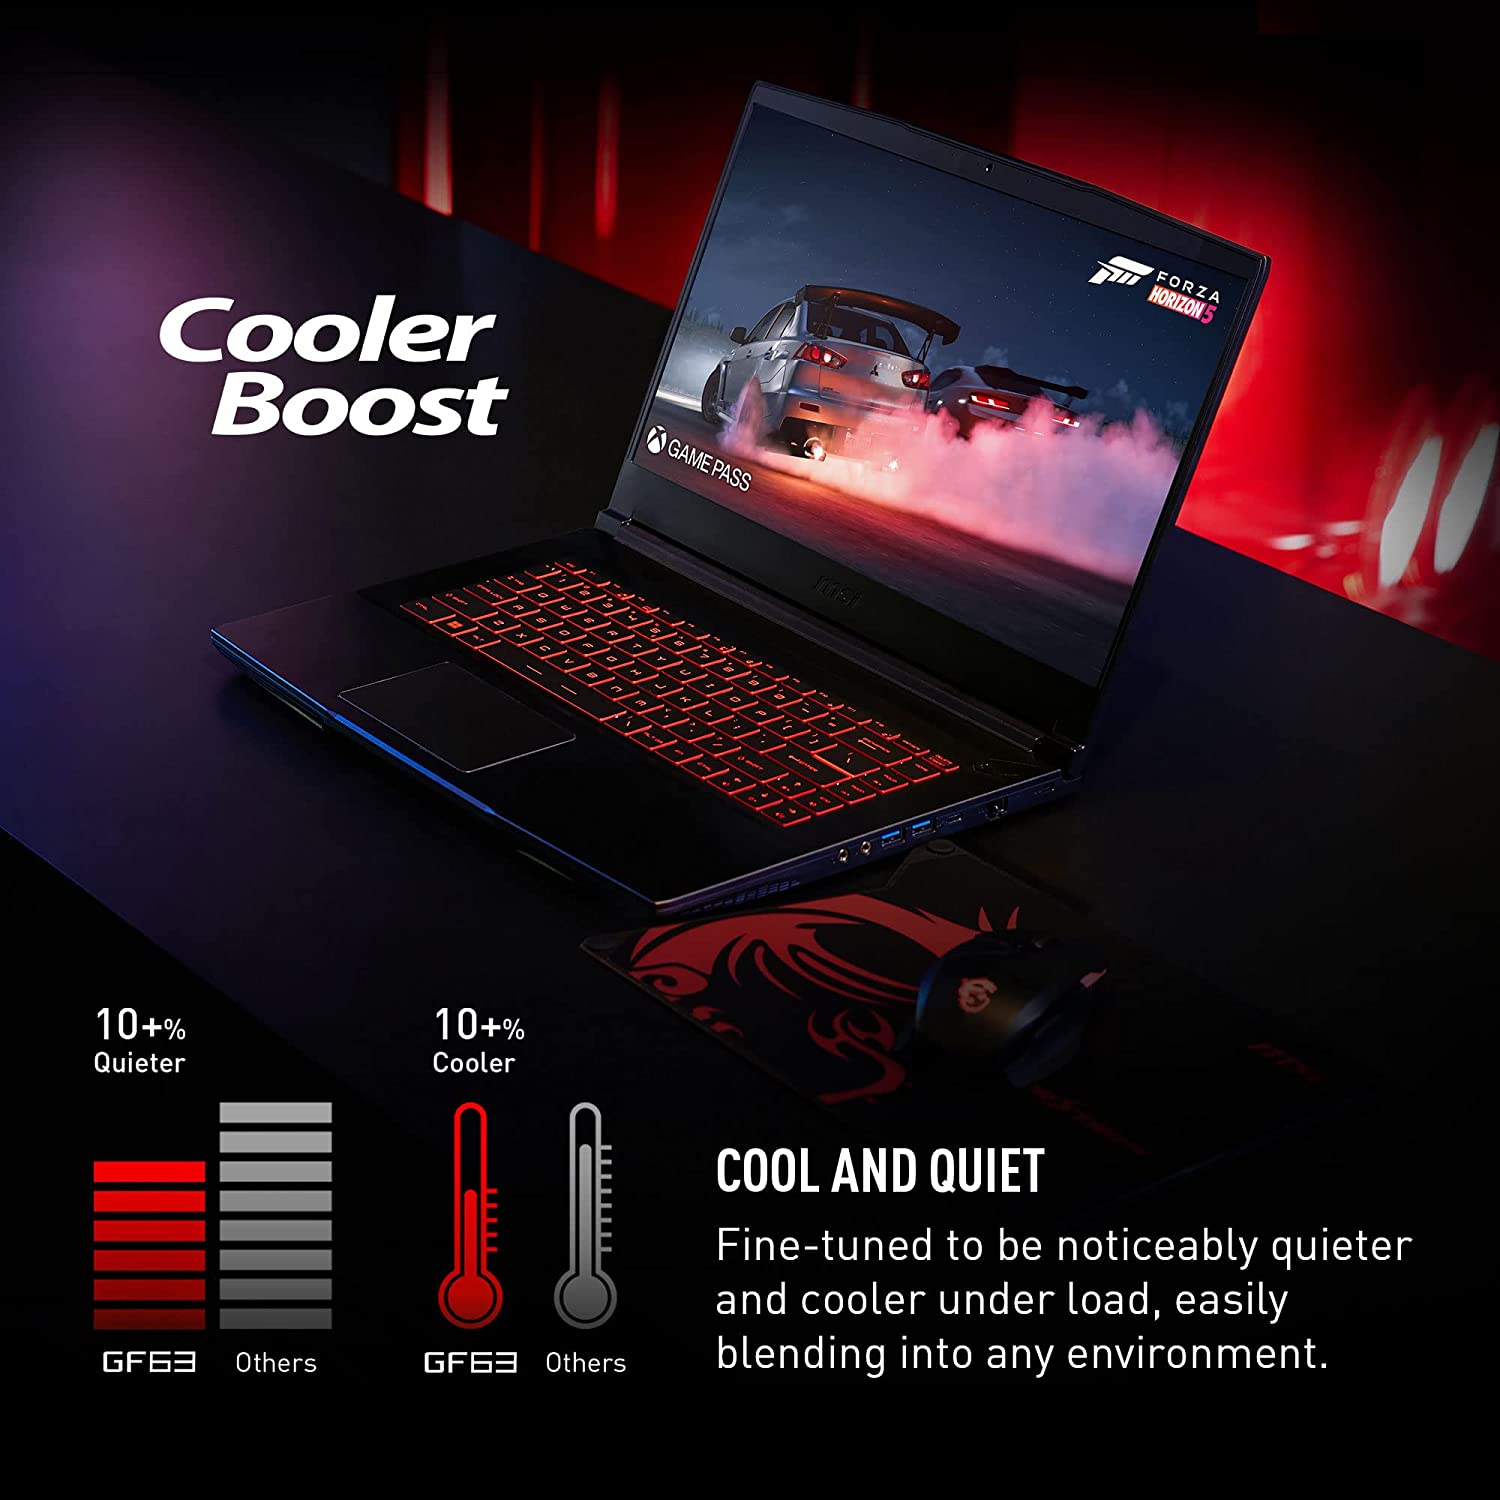 Cooler
Boost
FORZA
HORIZON 5
GAME PASS
msi
10+%
Quieter
10+%
Cooler
GF63
Others
GF63
Others
COOL AND QUIET
Fine-tuned to be noticeably quieter
and cooler under load, easily
blending into any environment.